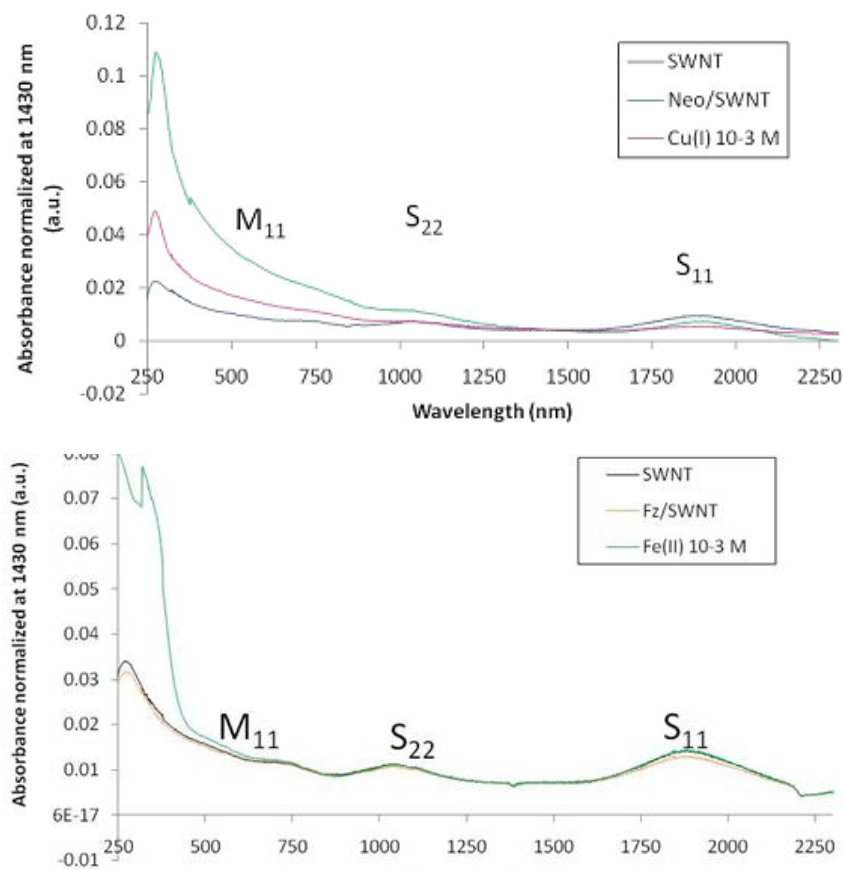 Absorbance normalized at 1430 nm
(a.u.)
0.12
0.1
0.08
0.06
0.04
0.02
0
-0.02
SWNT
Neo/SWNT
Cu(I) 10-3 M
M11
S22
S11
250 500 750 1000 1250 1500 1750 2000 2250
Wavelength (nm)
Absorbance normalized at 1430 nm (a.u.)
0.08
0.07
0.06
0.05
0.04
0.03
0.02
0.01
6E-17
-0.01
SWNT
Fz/SWNT
Fe(II) 10-3 M
M11
S22
S11
250 500 750 1000 1250 1500 1750 2000 2250